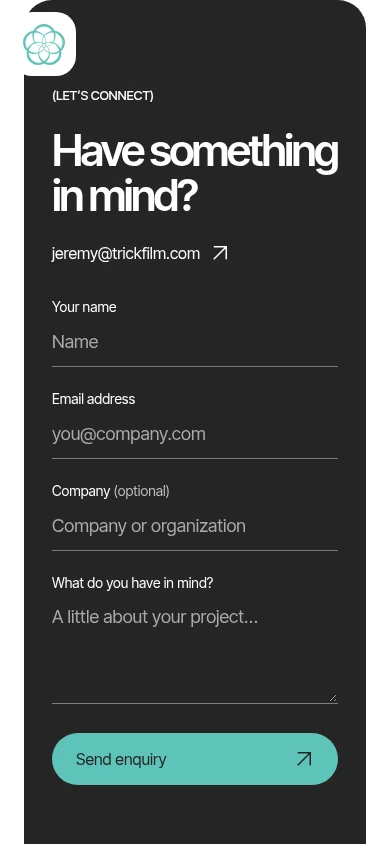 (LET’S CONNECT)
Have something
in mind?
jeremy@trickfilm.com
Your name
Name
Email address
you@company.com
Company (optional)
Company or organization
What do you have in mind?
A little about your project...
Send enquiry